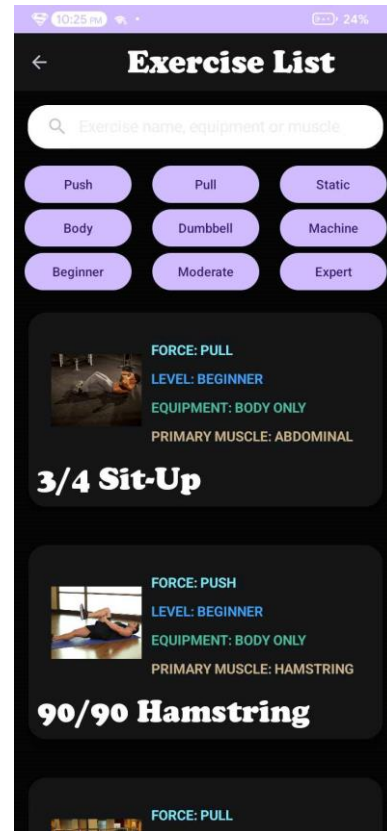 10:25 PM 24%
Exercise List
Exercise name, equipment or muscle
Push Pull Static
Body Dumbbell Machine
Beginner Moderate Expert
FORCE: PULL
LEVEL: BEGINNER
EQUIPMENT: BODY ONLY
PRIMARY MUSCLE: ABDOMINAL
3/4 Sit-Up
FORCE: PUSH
LEVEL: BEGINNER
EQUIPMENT: BODY ONLY
PRIMARY MUSCLE: HAMSTRING
90/90 Hamstring
FORCE: PULL